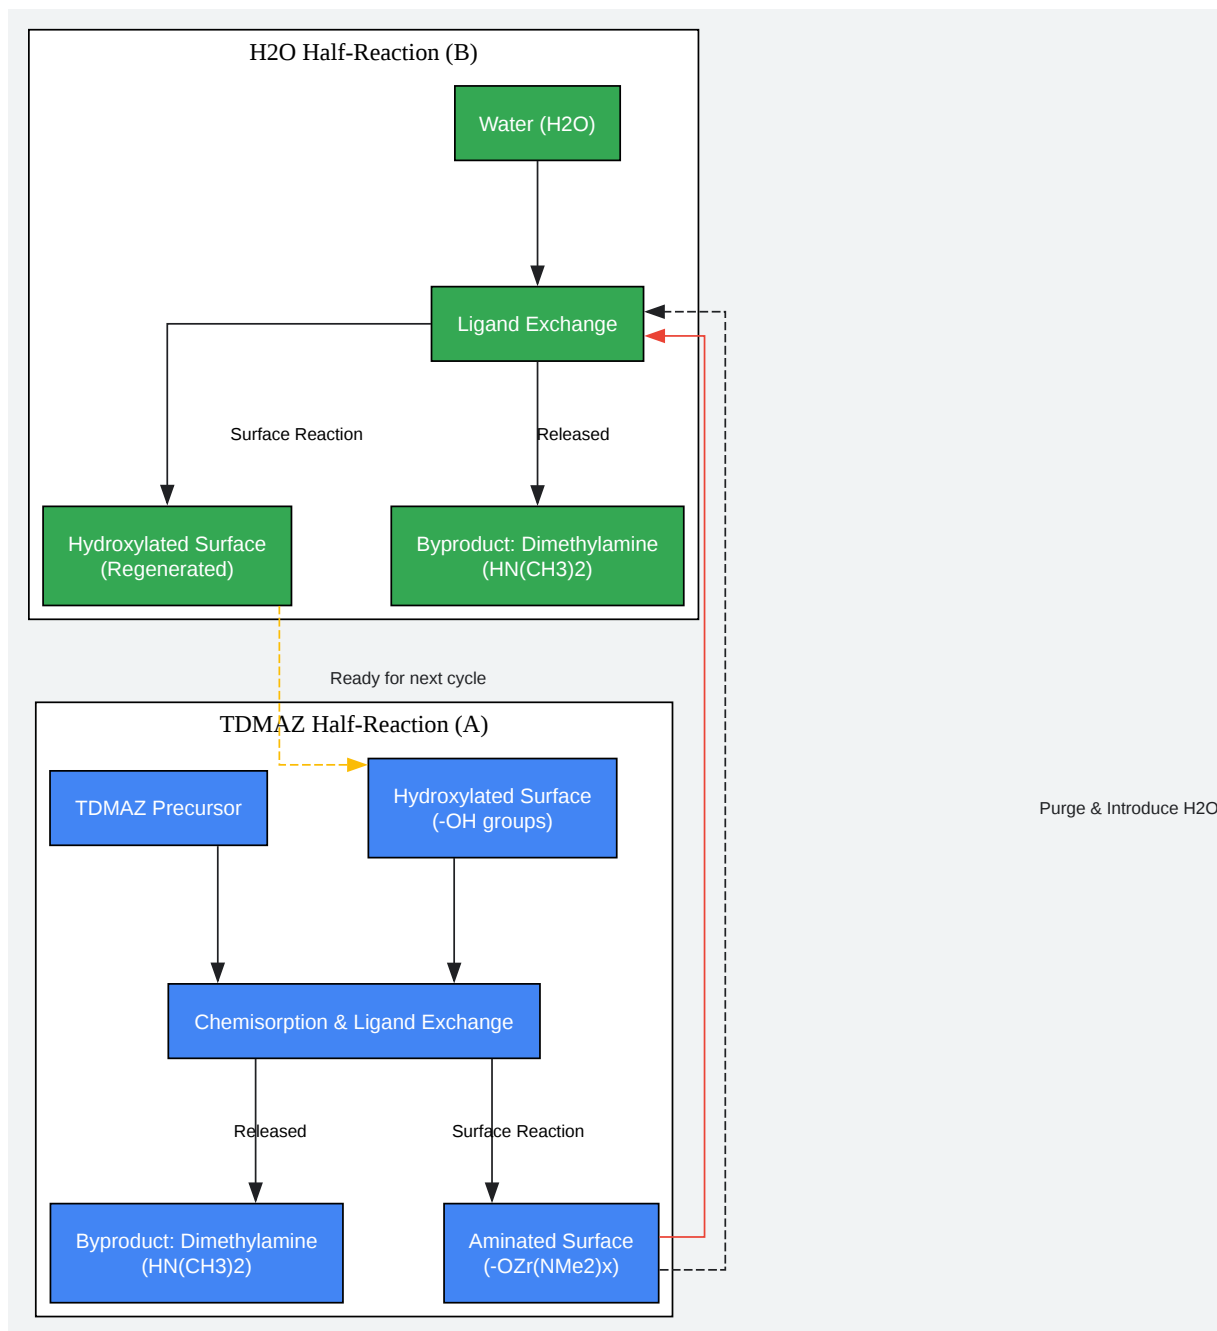 H2O Half-Reaction (B)
Water (H2O)
Ligand Exchange
Surface Reaction
Released
Hydroxylated Surface
(Regenerated)
Byproduct: Dimethylamine
(HN(CH3)2)
Ready for next cycle
TDMAZ Half-Reaction (A)
TDMAZ Precursor
Hydroxylated Surface
(-OH groups)
Purge & Introduce H2O
Chemisorption & Ligand Exchange
Released
Surface Reaction
Byproduct: Dimethylamine
(HN(CH3)2)
Aminated Surface
(-OZr(NMe2)x)